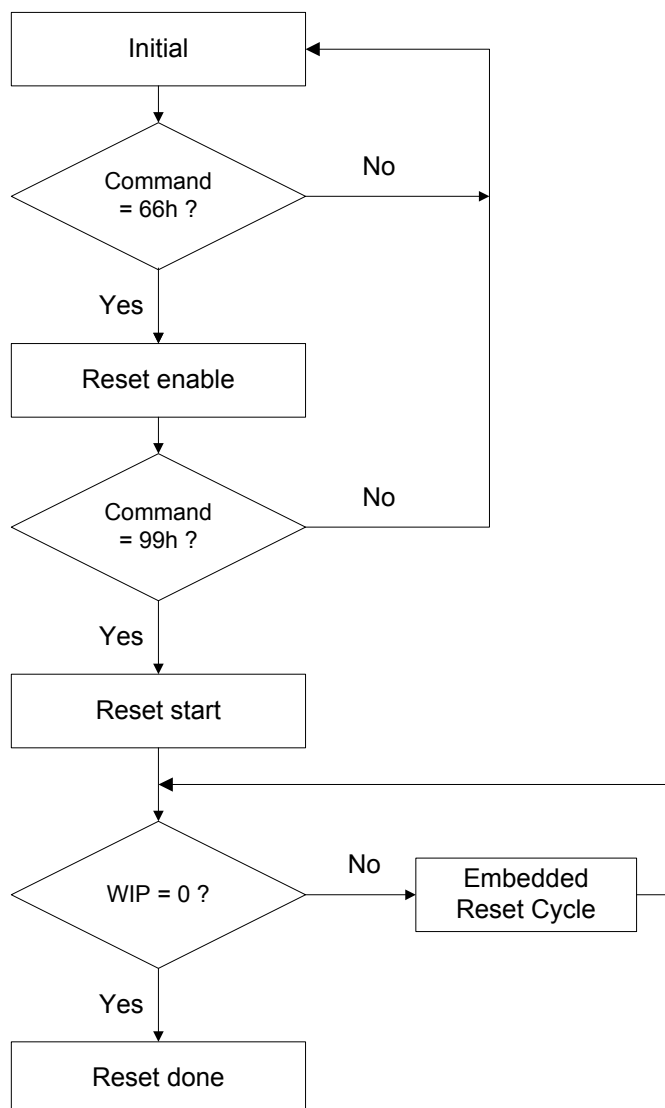 Initial
Command
= 66h ?
No
Yes
Reset enable
Command
= 99h ?
No
Yes
Reset start
WIP = 0 ?
No
Embedded
Reset Cycle
Yes
Reset done